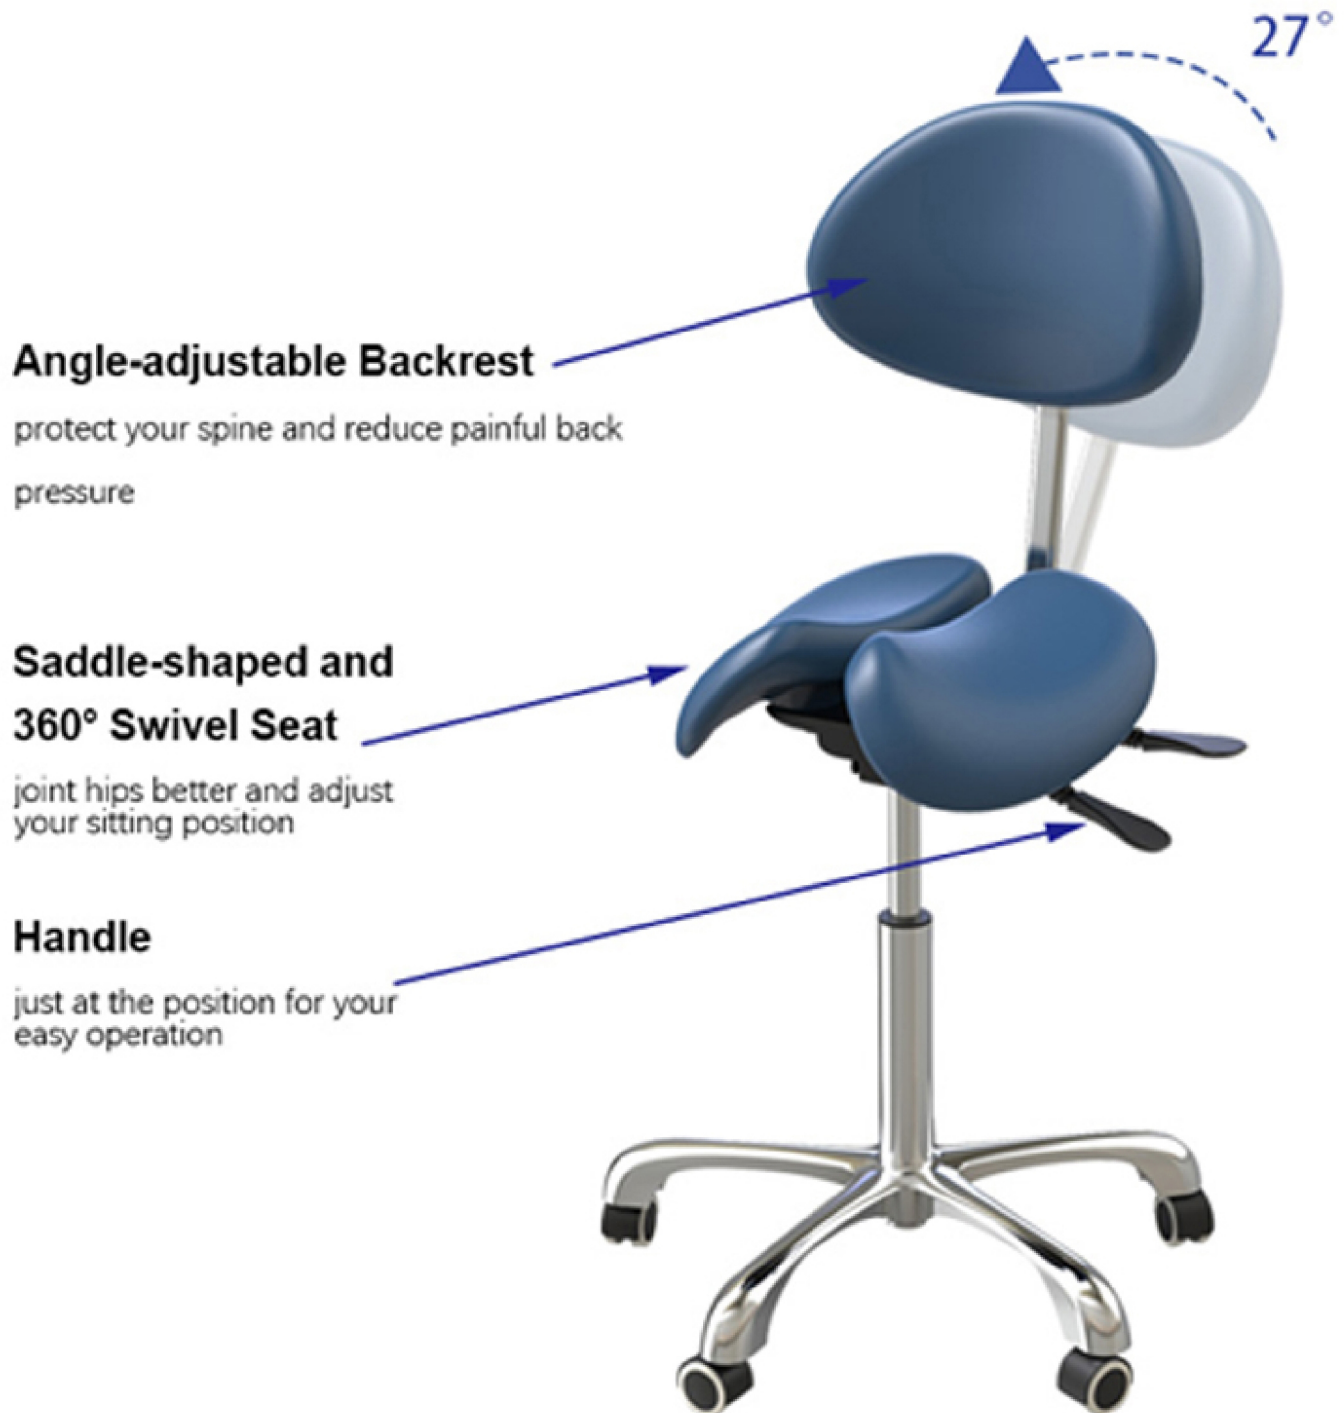 27°
Angle-adjustable Backrest
protect your spine and reduce painful back
pressure
Saddle-shaped and
360° Swivel Seat
joint hips better and adjust
your sitting position
Handle
just at the position for your
easy operation